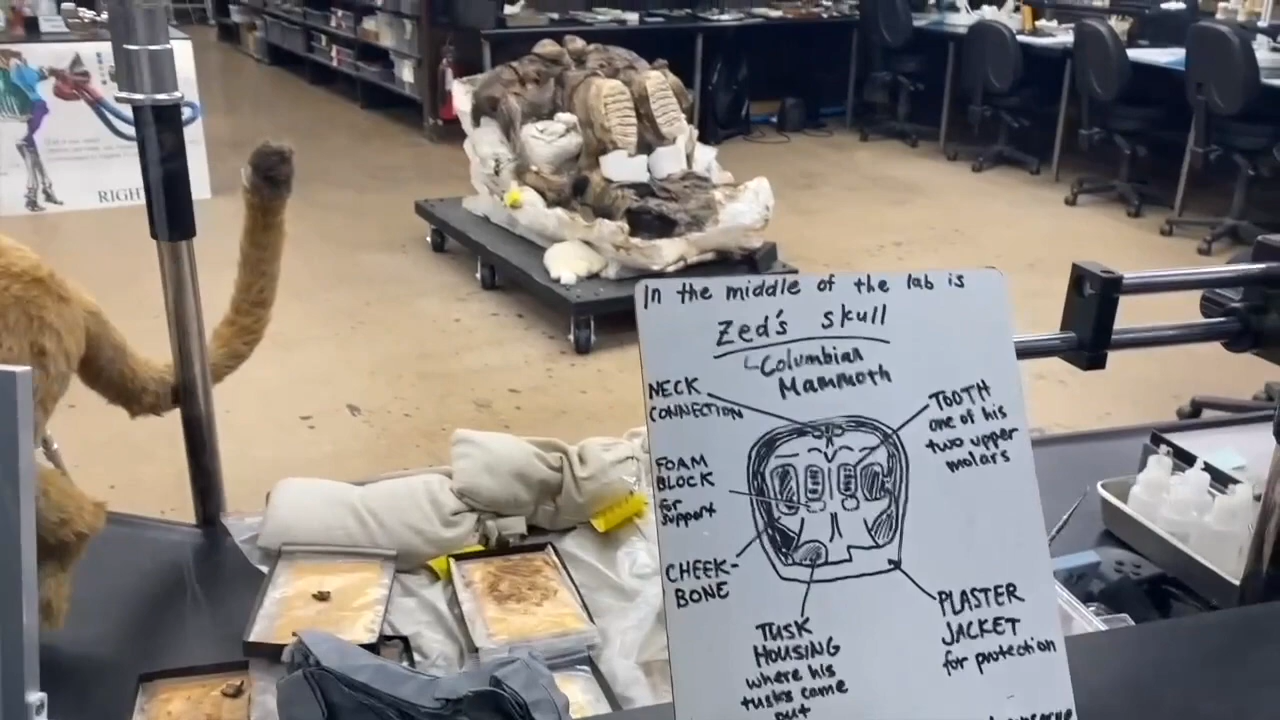 In the middle of the lab is
Zed's skull
Columbian
Mammoth
NECK
CONNECTION
TOOTH
one of his
two upper
molars
FOAM
BLOCK
for
support
CHEEK-
BONE
TUSK
HOUSING
where his
tusks came
out
PLASTER
JACKET
for protection
RIGH